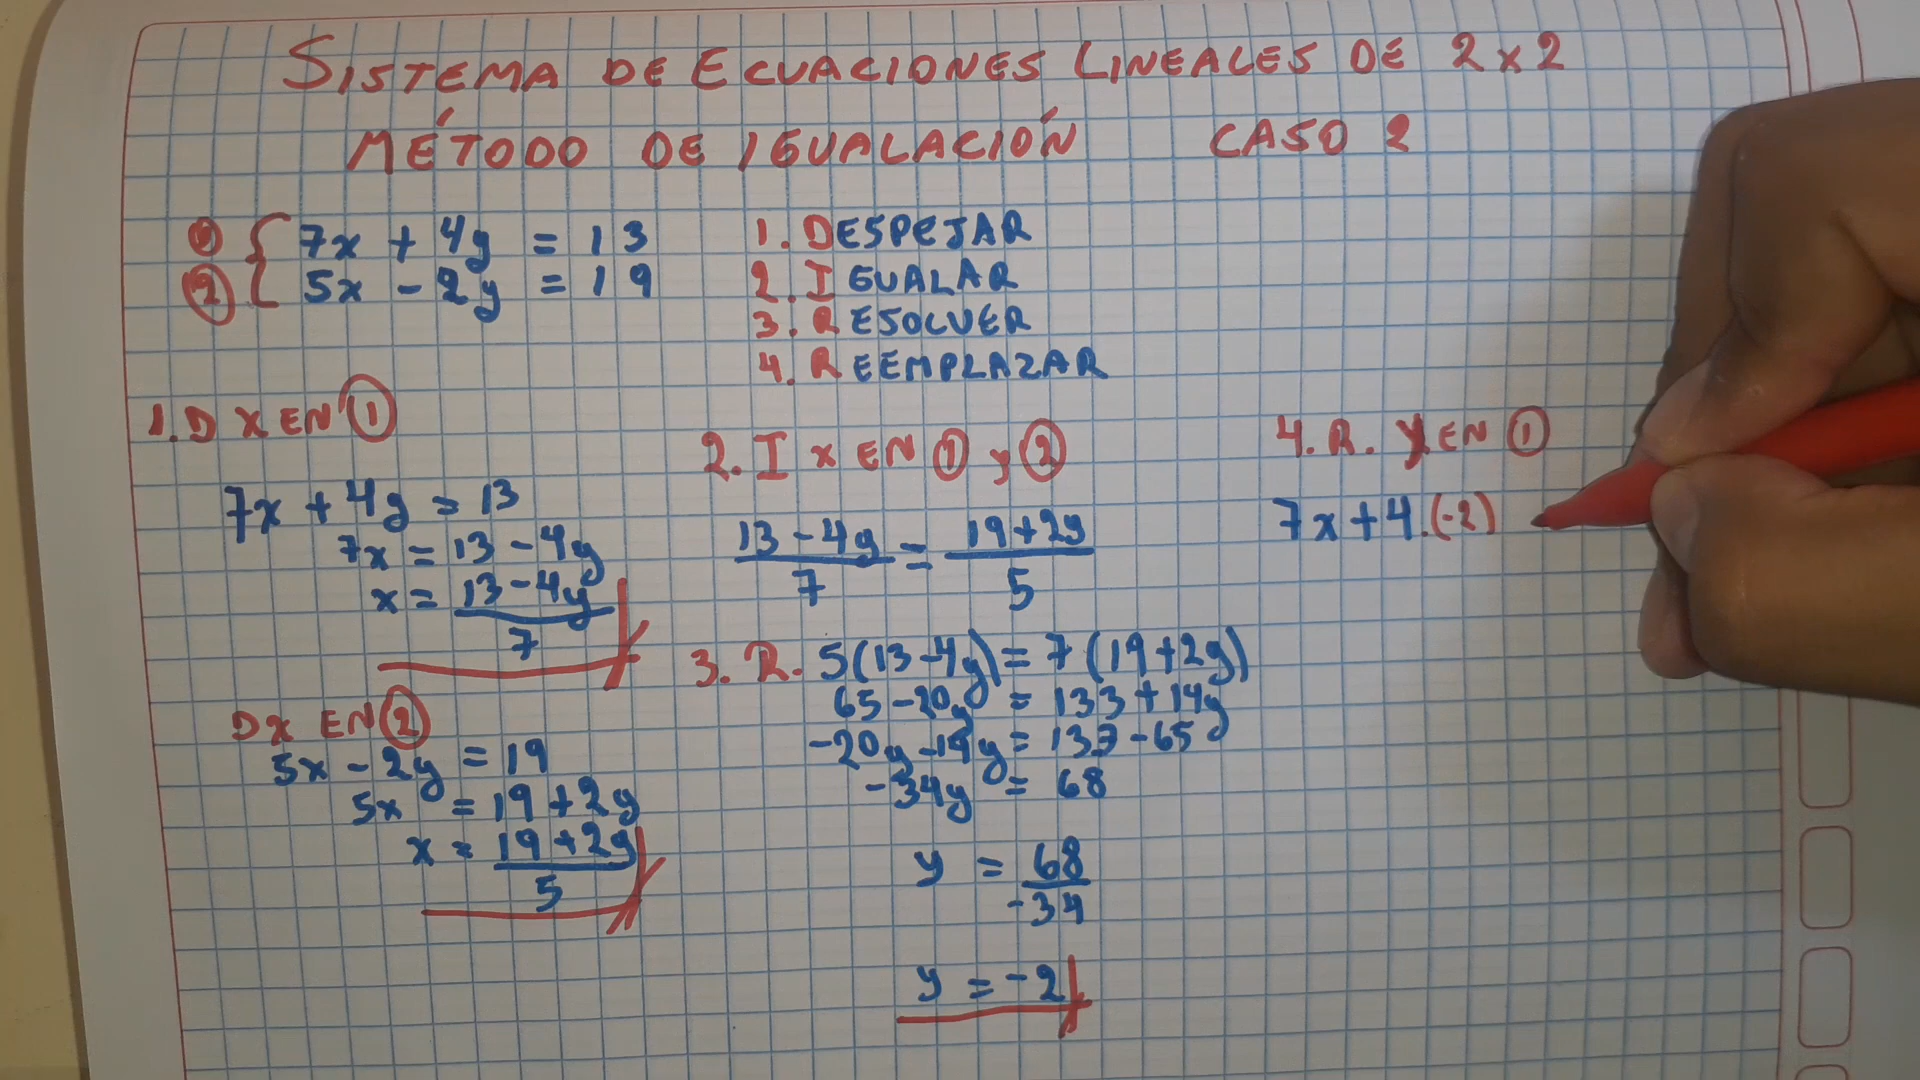 SISTEMA DE ECUACIONES LINEALES DE 2x2
MÉTODO DE IGUALACIÓN CASO 2
① 7x + 4y = 13
② 5x - 2y = 19
1. DESPEJAR
2. IGUALAR
3. RESOLVER
4. REEMPLAZAR
1. D X EN ①
7x + 4y = 13
7x = 13 - 4y
x = 13 - 4y
7
D X EN ②
5x - 2y = 19
5x = 19 + 2y
x = 19 + 2y
5
2. I X EN ① y ②
13 - 4y = 19 + 2y
7 5
3. R. 5(13 - 4y) = 7(19 + 2y)
65 - 20y = 133 + 14y
-20y - 14y = 133 - 65
-34y = 68
y = 68
-34
y = -2
4. R. Y EN ①
7x + 4.(-2)